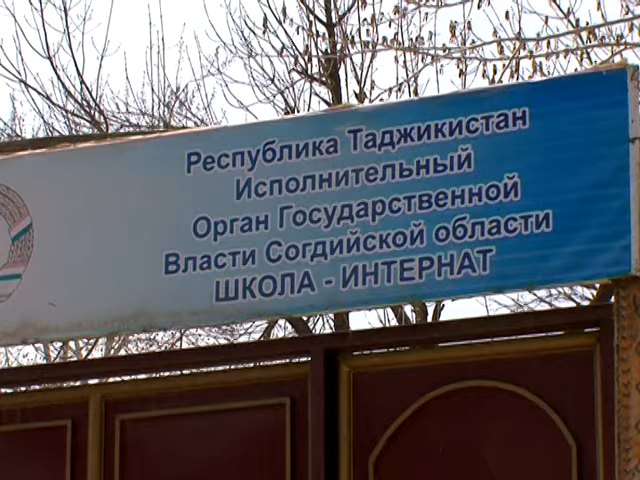 Республика Таджикистан
Исполнительный
Орган Государственной
Власти Согдийской области
ШКОЛА - ИНТЕРНАТ